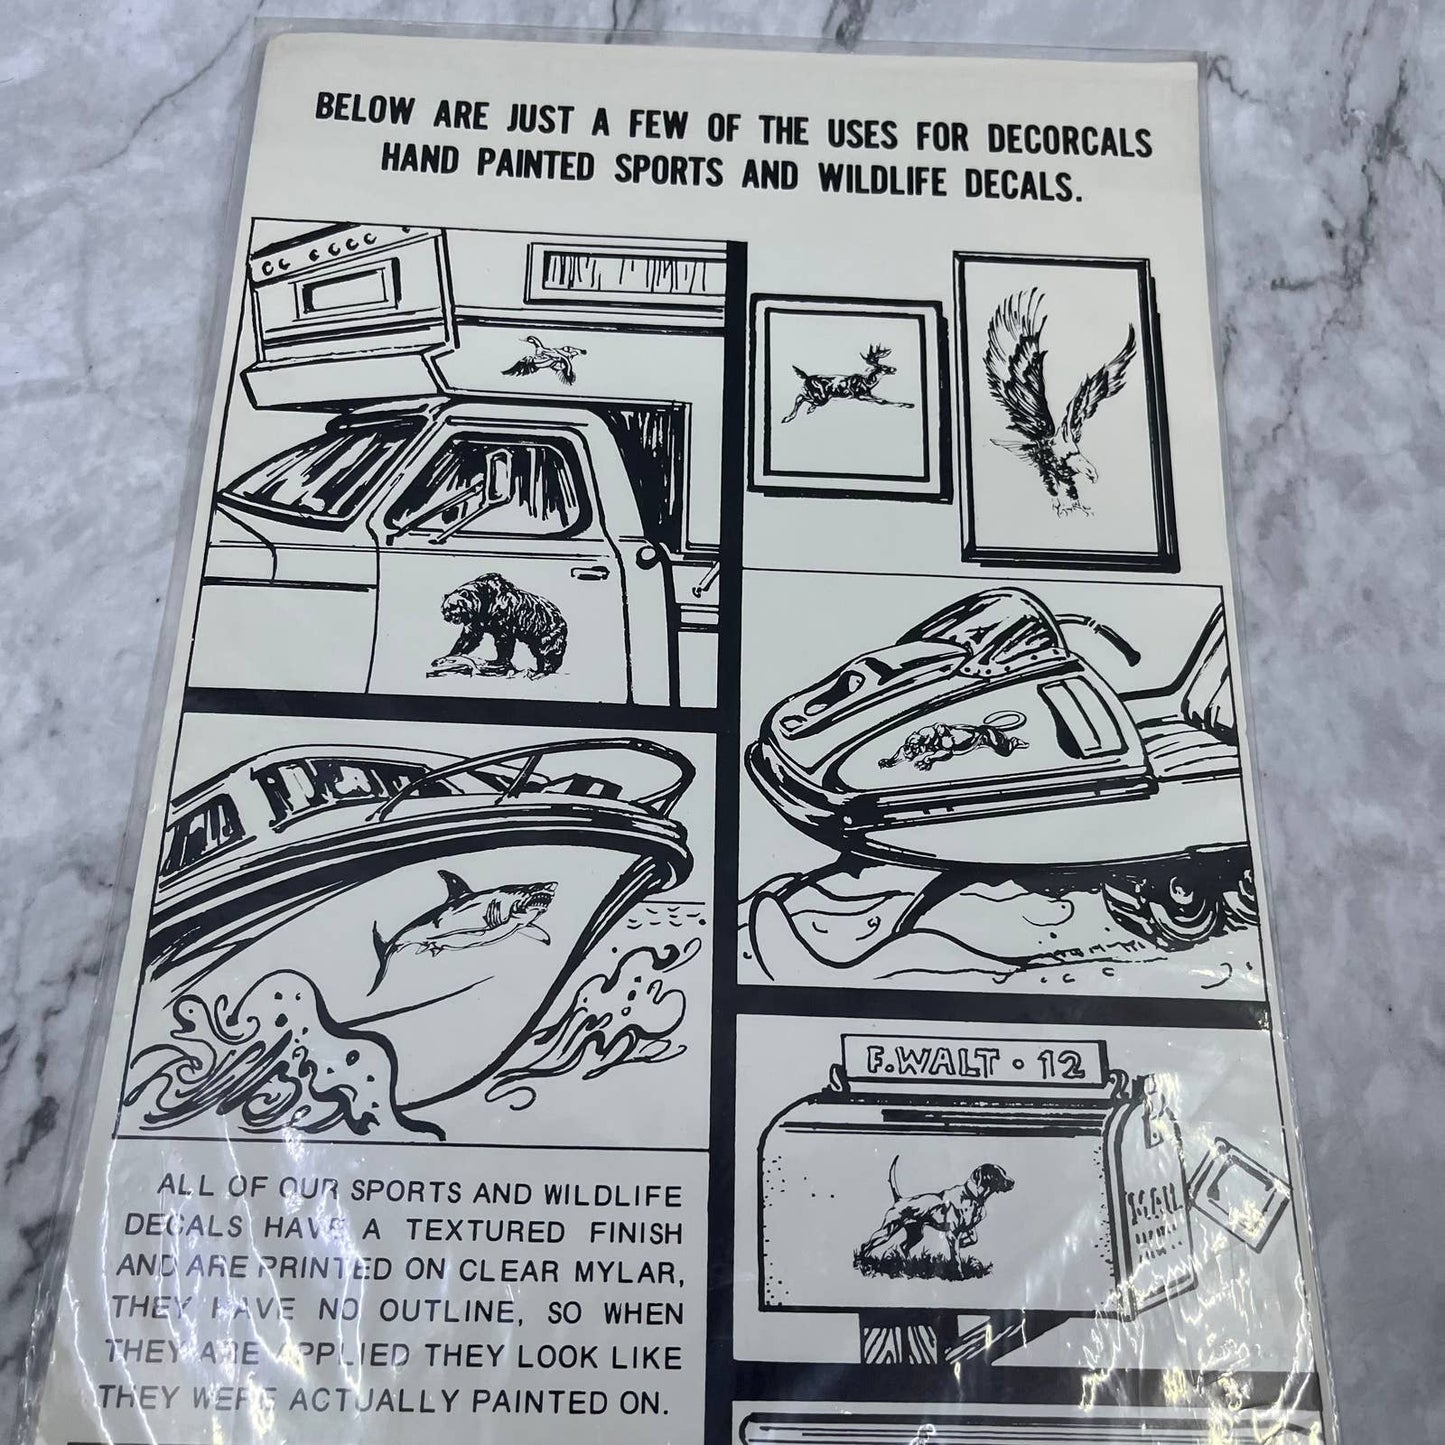 BELOW ARE JUST A FEW OF THE USES FOR DECORCALS
HAND PAINTED SPORTS AND WILDLIFE DECALS.
F.WALT · 12
MAIL
ALL OF OUR SPORTS AND WILDLIFE
DECALS HAVE A TEXTURED FINISH
AND ARE PRINTED ON CLEAR MYLAR,
THEY HAVE NO OUTLINE, SO WHEN
THEY ARE APPLIED THEY LOOK LIKE
THEY WERE ACTUALLY PAINTED ON.